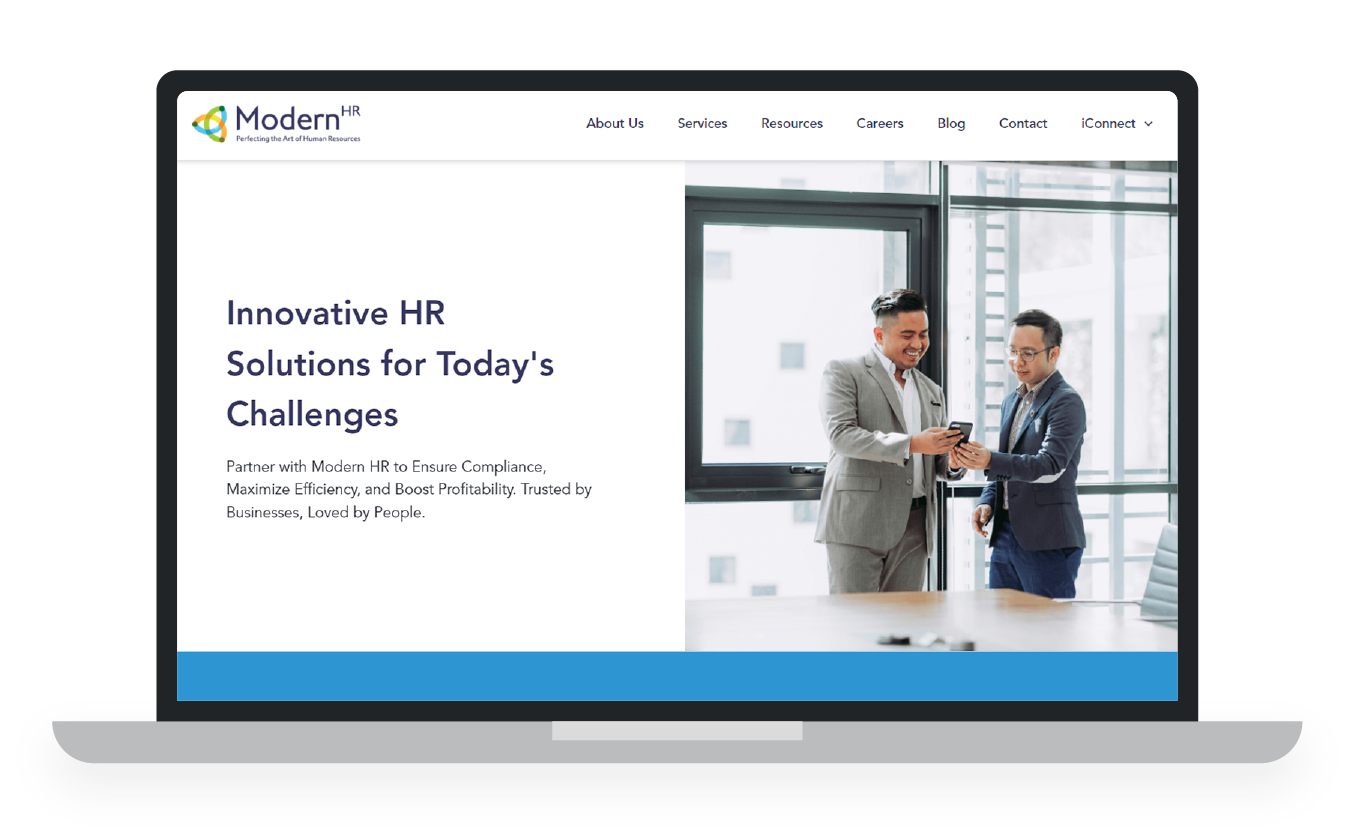 Modern HR
Perfecting the Art of Human Resources
About Us Services Resources Careers Blog Contact iConnect
Innovative HR
Solutions for Today's
Challenges
Partner with Modern HR to Ensure Compliance,
Maximize Efficiency, and Boost Profitability. Trusted by
Businesses, Loved by People.